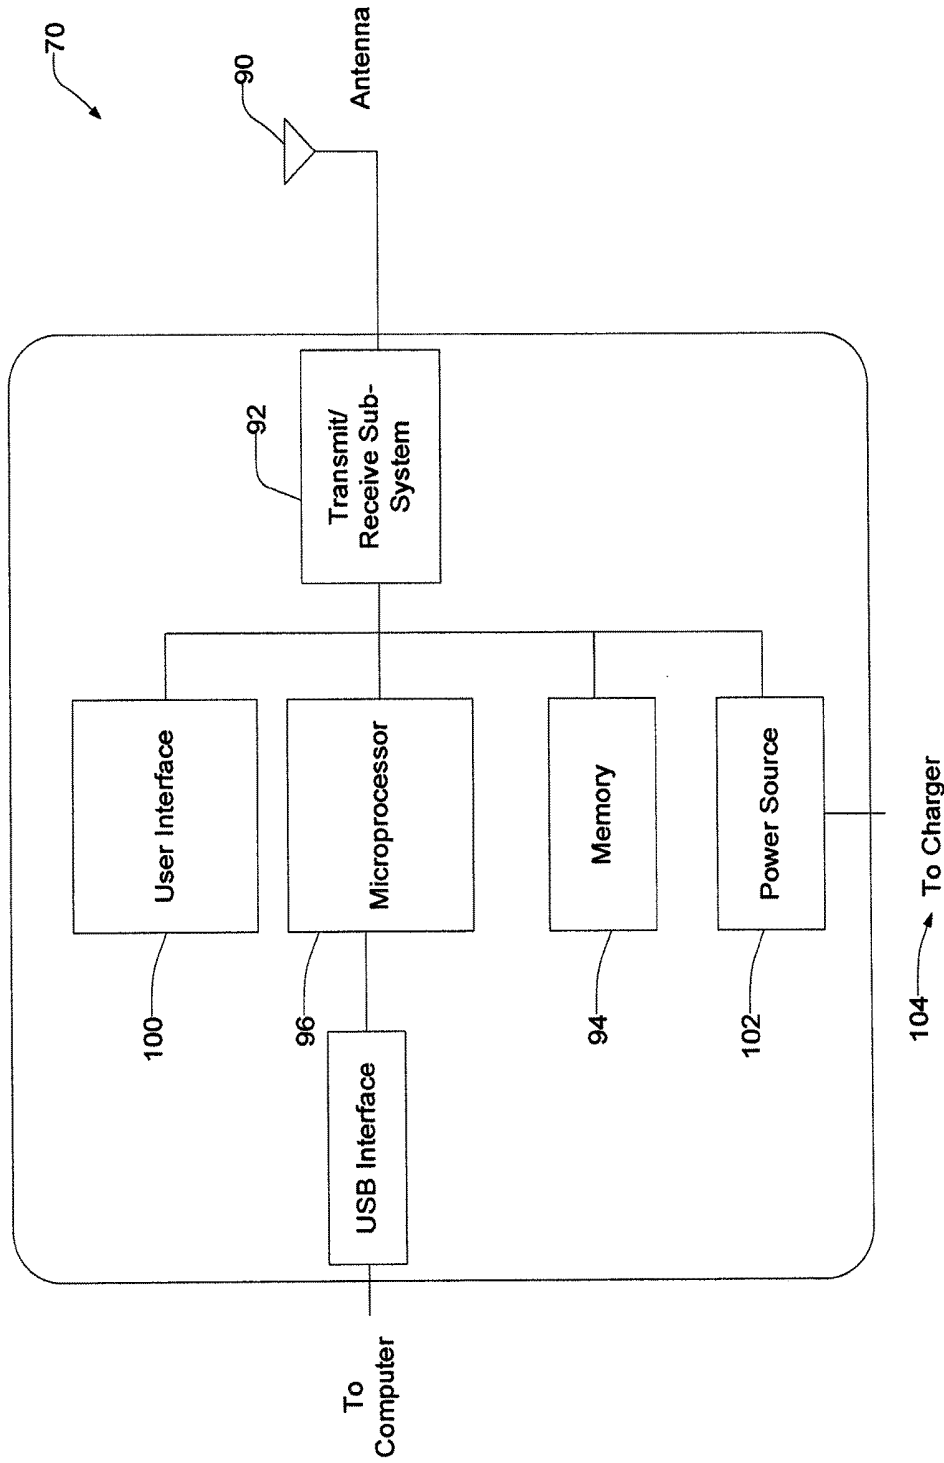 70
90
Antenna
92
Transmit/
Receive Sub-
System
User Interface
100
Microprocessor
96
USB Interface
To
Computer
Memory
94
Power Source
102
104
To Charger